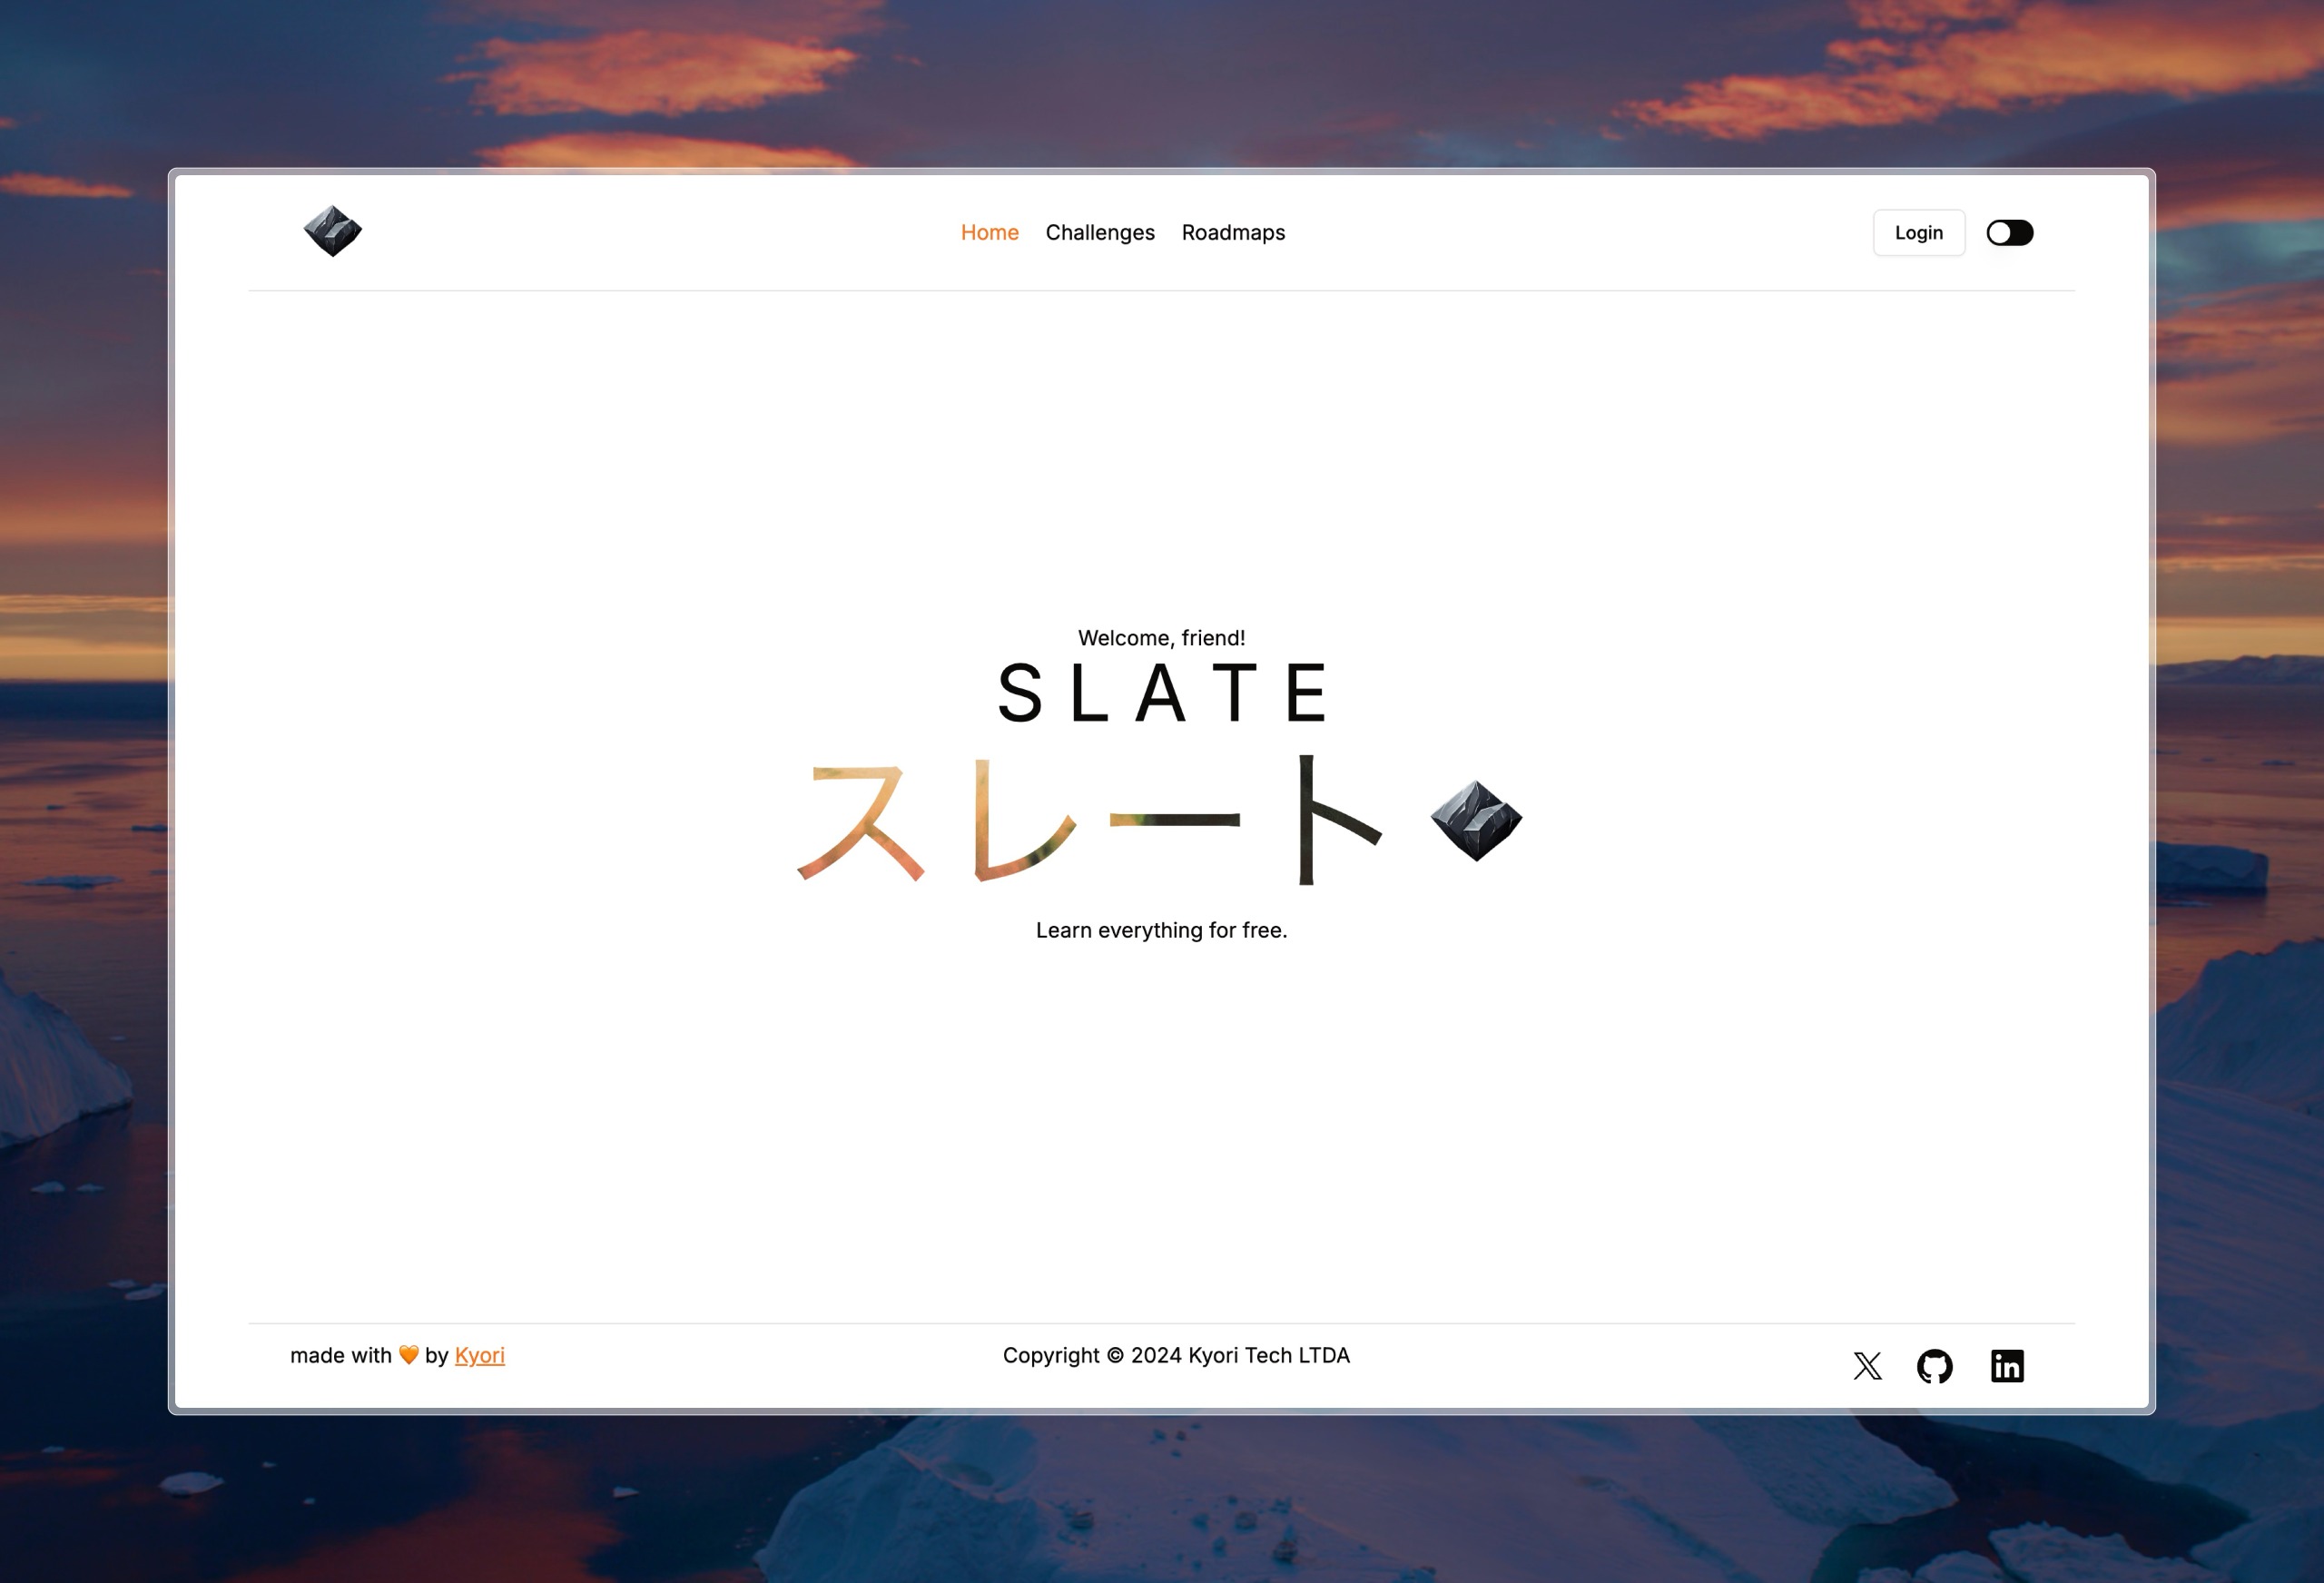 Home Challenges Roadmaps Login
Welcome, friend!
SLATE
スレート
Learn everything for free.
made with 🧡 by Kyori
Copyright © 2024 Kyori Tech LTDA